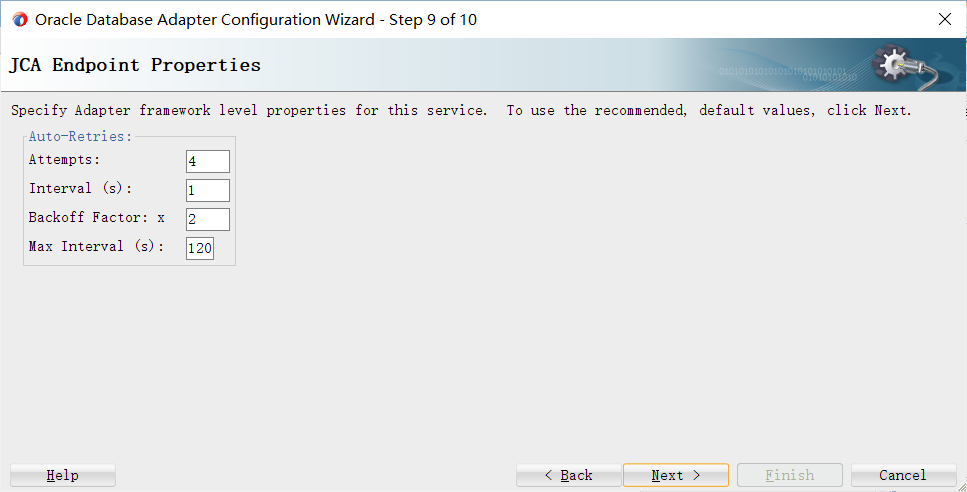 Oracle Database Adapter Configuration Wizard - Step 9 of 10
JCA Endpoint Properties
Specify Adapter framework level properties for this service. To use the recommended, default values, click Next.
Auto-Retries:
Attempts: 4
Interval (s): 1
Backoff Factor: x 2
Max Interval (s): 120
Help < Back Next > Finish Cancel